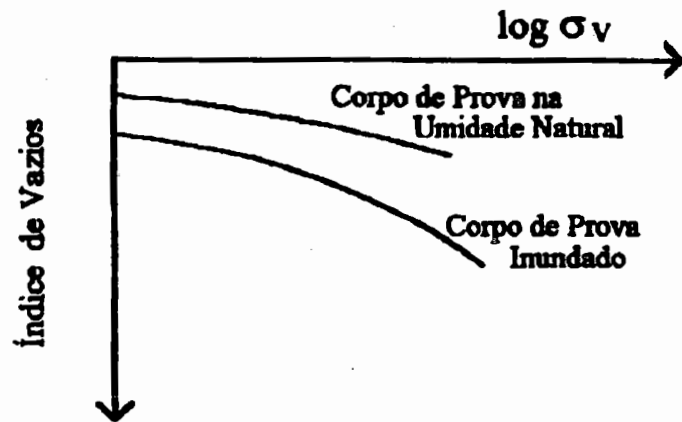 log σv
Corpo de Prova na
Umidade Natural
Índice de Vazios
Corpo de Prova
Inundado